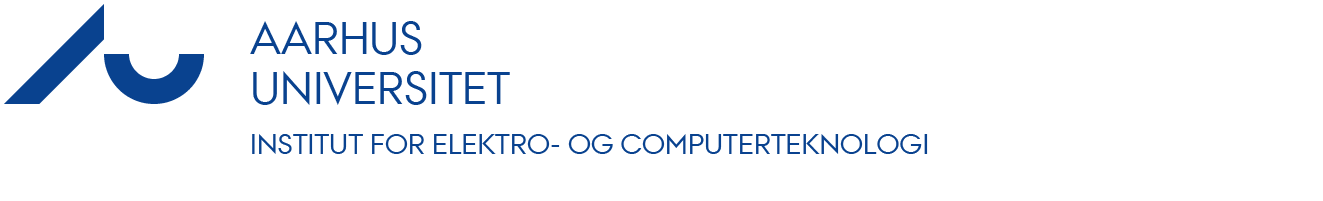 AARHUS
UNIVERSITET
INSTITUT FOR ELEKTRO- OG COMPUTERTEKNOLOGI